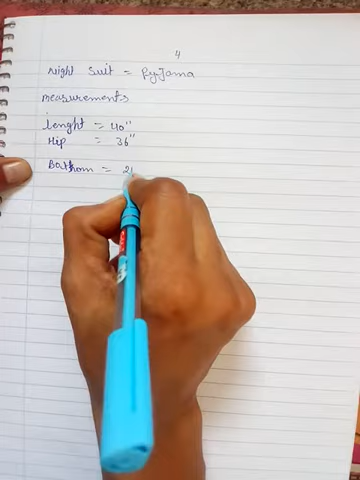 4
Night Suit = PyJama
measurements
Lenght = 40"
Hip = 36"
Bathom =